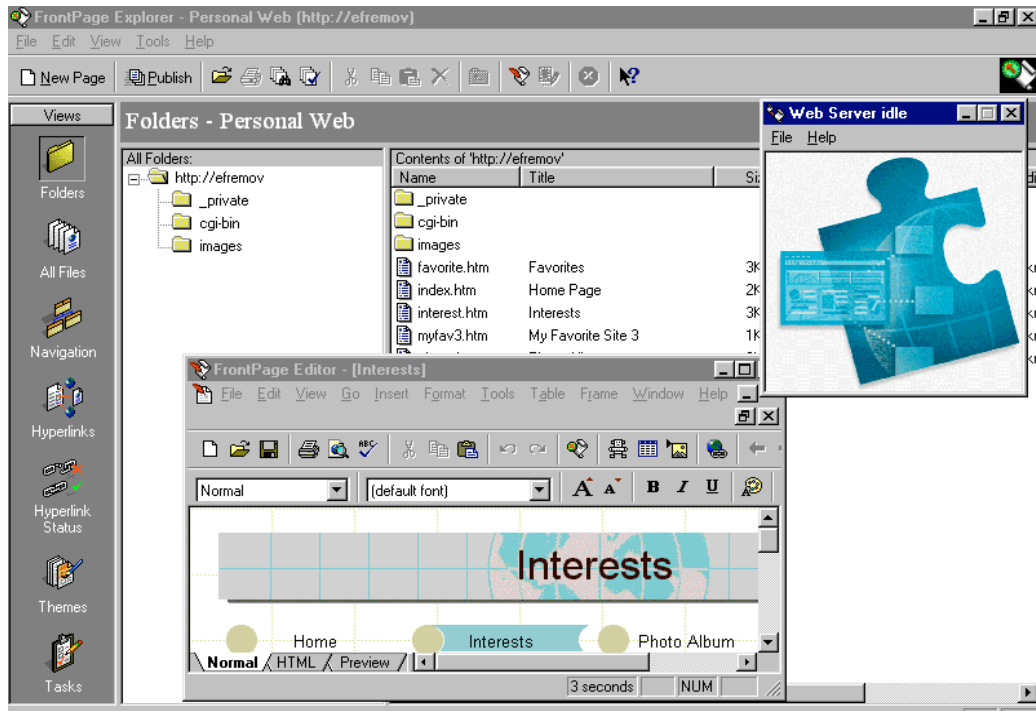 FrontPage Explorer - Personal Web (http://efremov)
File Edit View Tools Help
New Page Publish
Views
Folders - Personal Web
Folders
All Files
Navigation
Hyperlinks
Hyperlink
Status
Themes
Tasks
All Folders:
http://efremov
_private
cgi-bin
images
Contents of 'http://efremov'
Name Title
_private
cgi-bin
images
favorite.htm Favorites 3K
index.htm Home Page 2K
interest.htm Interests 3K
myfav3.htm My Favorite Site 3 1K
Web Server idle
File Help
FrontPage Editor - [Interests]
File Edit View Go Insert Format Tools Table Frame Window Help
ABC
A A B I U
Normal (default font)
Interests
Home Interests Photo Album
Normal HTML Preview
3 seconds NUM